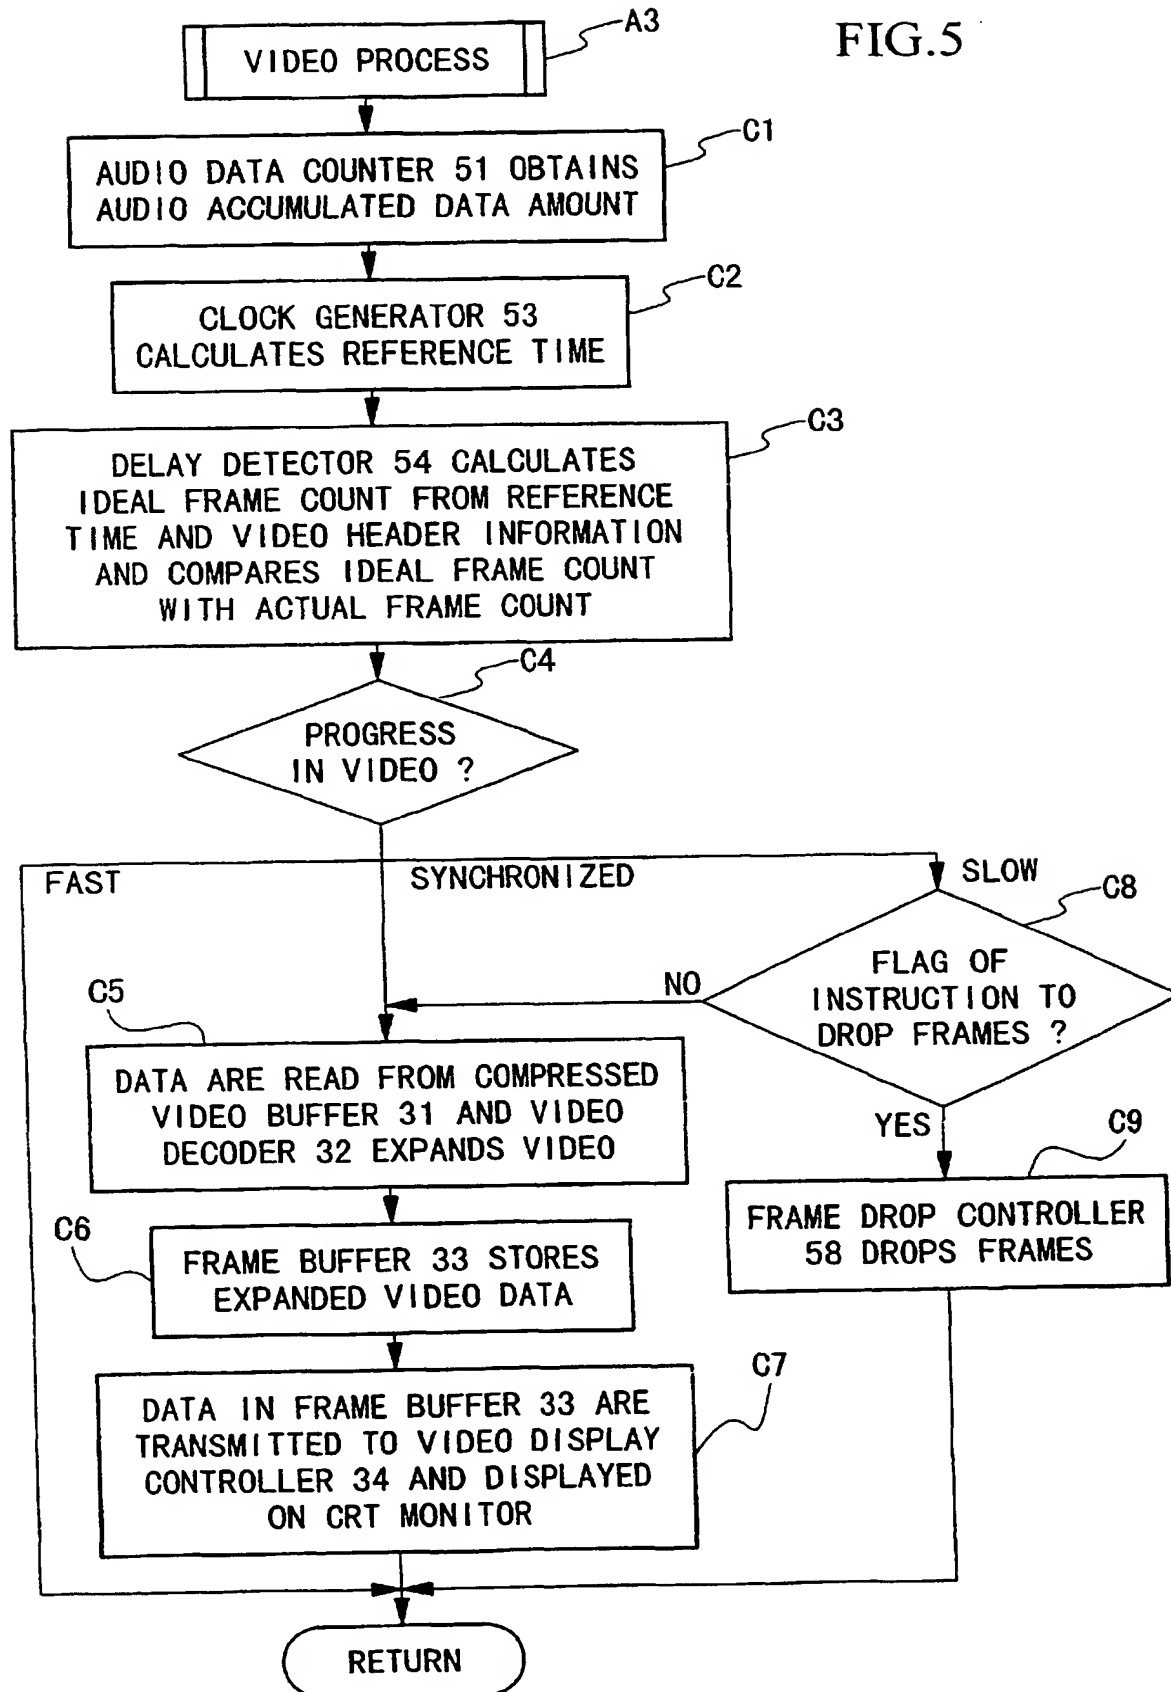 FIG.5
VIDEO PROCESS
A3
C1
AUDIO DATA COUNTER 51 OBTAINS
AUDIO ACCUMULATED DATA AMOUNT
C2
CLOCK GENERATOR 53
CALCULATES REFERENCE TIME
C3
DELAY DETECTOR 54 CALCULATES
IDEAL FRAME COUNT FROM REFERENCE
TIME AND VIDEO HEADER INFORMATION
AND COMPARES IDEAL FRAME COUNT
WITH ACTUAL FRAME COUNT
C4
PROGRESS
IN VIDEO ?
FAST
SYNCHRONIZED
SLOW
C8
FLAG OF
INSTRUCTION TO
DROP FRAMES ?
NO
YES
C5
DATA ARE READ FROM COMPRESSED
VIDEO BUFFER 31 AND VIDEO
DECODER 32 EXPANDS VIDEO
C9
FRAME DROP CONTROLLER
58 DROPS FRAMES
C6
FRAME BUFFER 33 STORES
EXPANDED VIDEO DATA
C7
DATA IN FRAME BUFFER 33 ARE
TRANSMITTED TO VIDEO DISPLAY
CONTROLLER 34 AND DISPLAYED
ON CRT MONITOR
RETURN